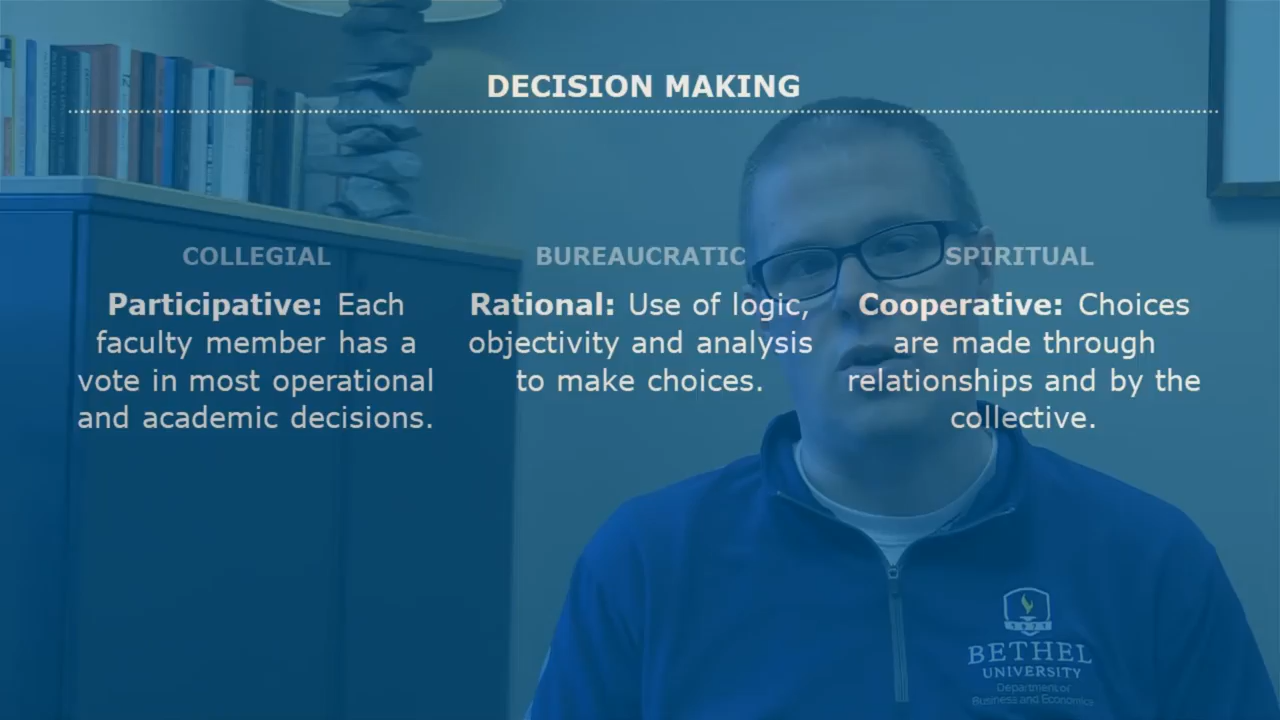 DECISION MAKING
COLLEGIAL
Participative: Each
faculty member has a
vote in most operational
and academic decisions.
BUREAUCRATIC
Rational: Use of logic,
objectivity and analysis
to make choices.
SPIRITUAL
Cooperative: Choices
are made through
relationships and by the
collective.
1871
BETHEL
UNIVERSITY
Department of
Business and Economics